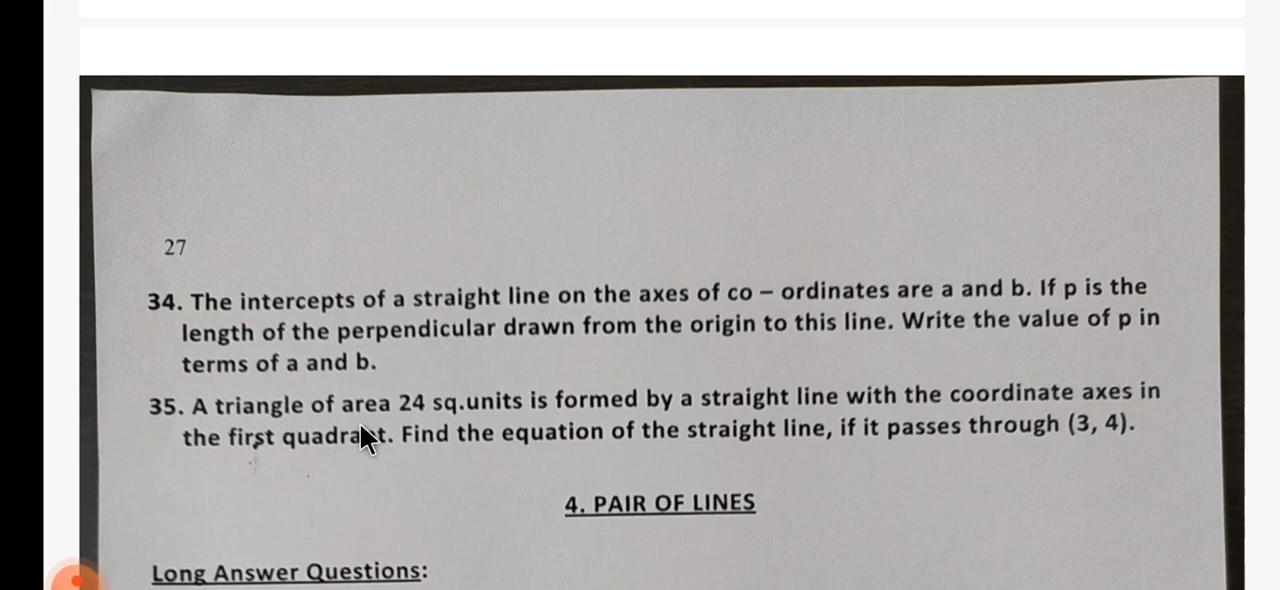 27
34. The intercepts of a straight line on the axes of co – ordinates are a and b. If p is the
length of the perpendicular drawn from the origin to this line. Write the value of p in
terms of a and b.
35. A triangle of area 24 sq.units is formed by a straight line with the coordinate axes in
the first quadrant. Find the equation of the straight line, if it passes through (3, 4).
4. PAIR OF LINES
Long Answer Questions: